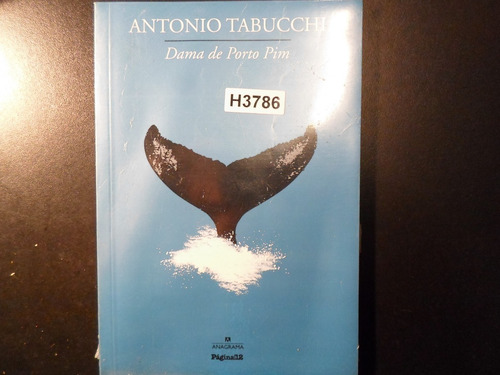 ANTONIO TABUCCHI
Dama de Porto Pim
H3786
ANAGRAMA
Página12